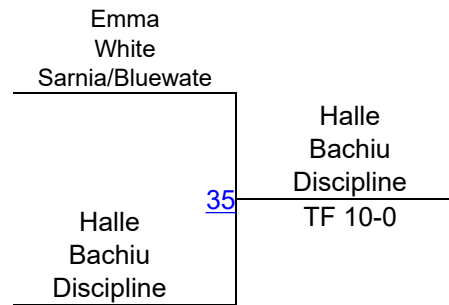 Emma
White
Sarnia/Bluewate
Halle
Bachiu
Discipline
35
TF 10-0
Halle
Bachiu
Discipline